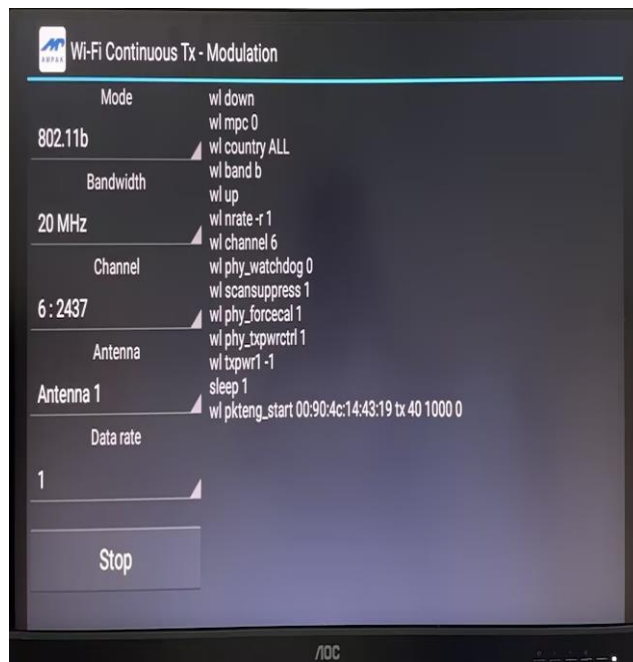 AMPAK
Wi-Fi Continuous Tx - Modulation
Mode
802.11b
Bandwidth
20 MHz
Channel
6 : 2437
Antenna
Antenna 1
Data rate
1
Stop
wl down
wl mpc 0
wl country ALL
wl band b
wl up
wl nrate -r 1
wl channel 6
wl phy_watchdog 0
wl scansuppress 1
wl phy_forcecal 1
wl phy_txpwrctrl 1
wl txpwr1 -1
sleep 1
wl pkteng_start 00:90:4c:14:43:19 tx 40 1000 0
AOC